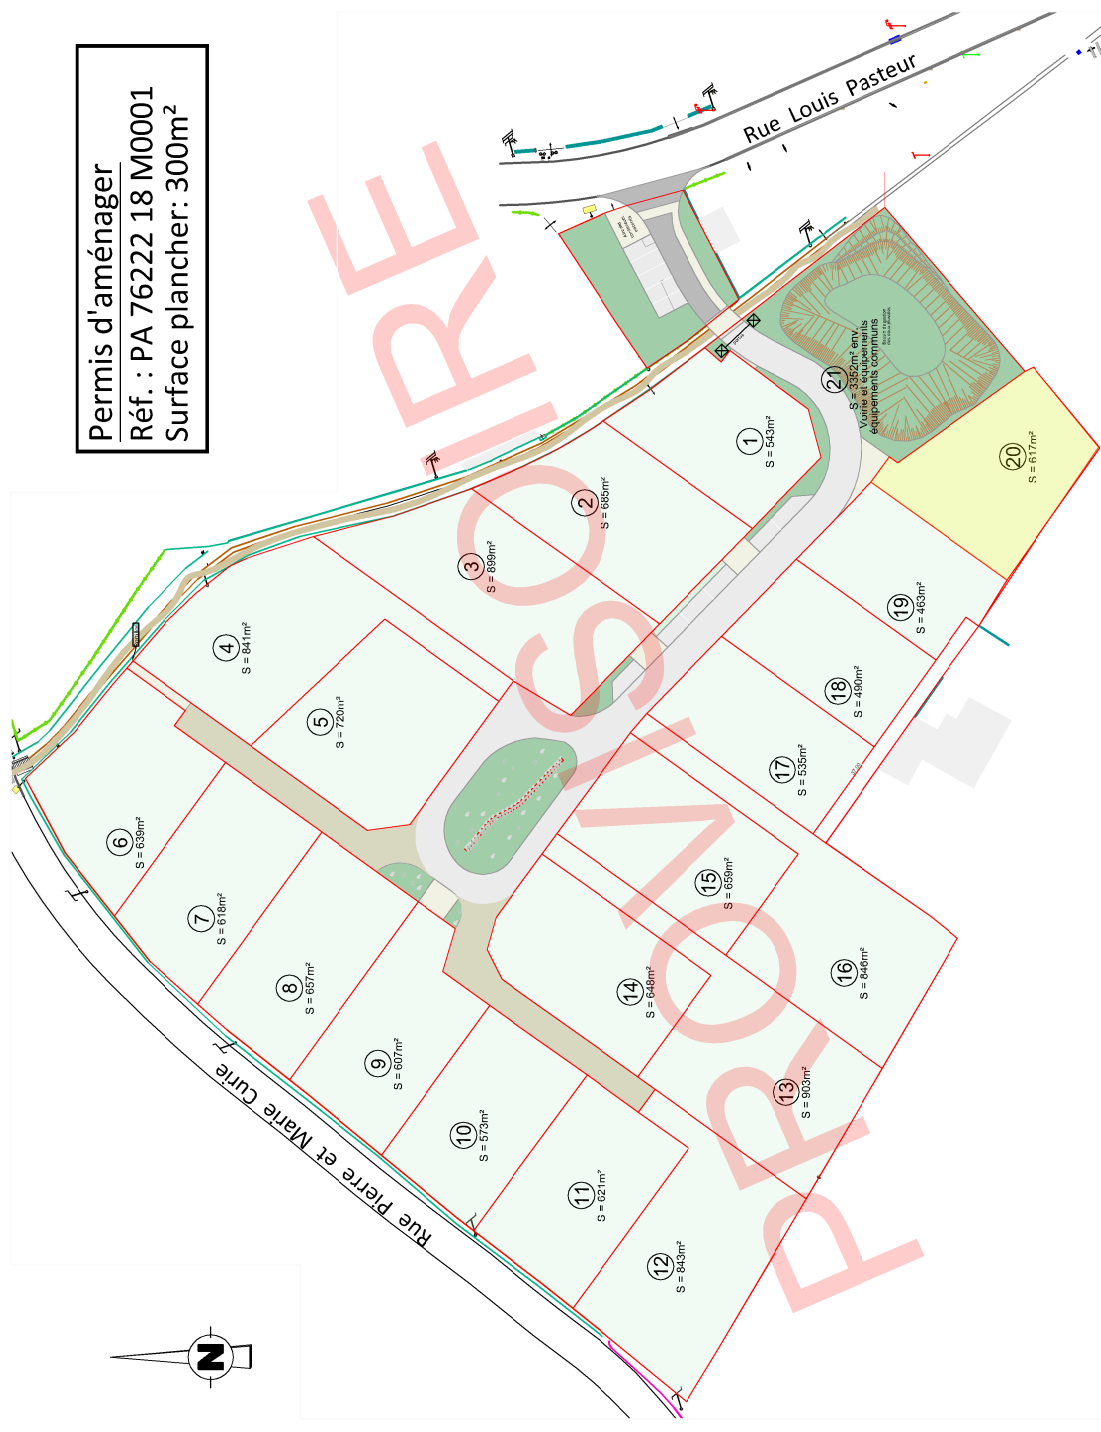 Permis d'aménager
Réf. : PA 76222 18 M0001
Surface plancher: 300m²
Rue Louis Pasteur
Rue Pierre et Marie Curie
PROVISOIRE
1
S = 543m²
2
S = 685m²
3
S = 899m²
4
S = 841m²
5
S = 720m²
6
S = 639m²
7
S = 618m²
8
S = 657m²
9
S = 607m²
10
S = 573m²
11
S = 621m²
12
S = 843m²
13
S = 903m²
14
S = 648m²
15
S = 659m²
16
S = 846m²
17
S = 535m²
18
S = 490m²
19
S = 463m²
20
S = 617m²
21
S = 3352m² env.
Voirie et équipements
équipements communs
N